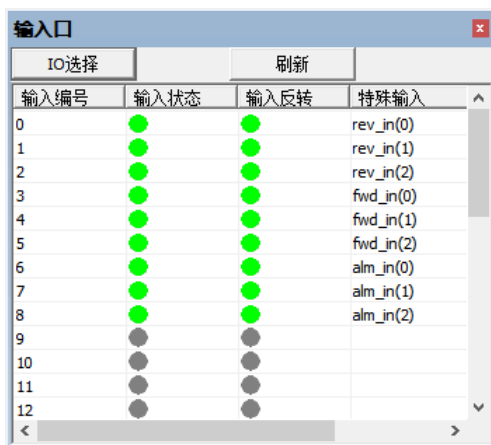 输入口
IO选择 刷新
输入编号 输入状态 输入反转 特殊输入
0 rev_in(0)
1 rev_in(1)
2 rev_in(2)
3 fwd_in(0)
4 fwd_in(1)
5 fwd_in(2)
6 alm_in(0)
7 alm_in(1)
8 alm_in(2)
9
10
11
12